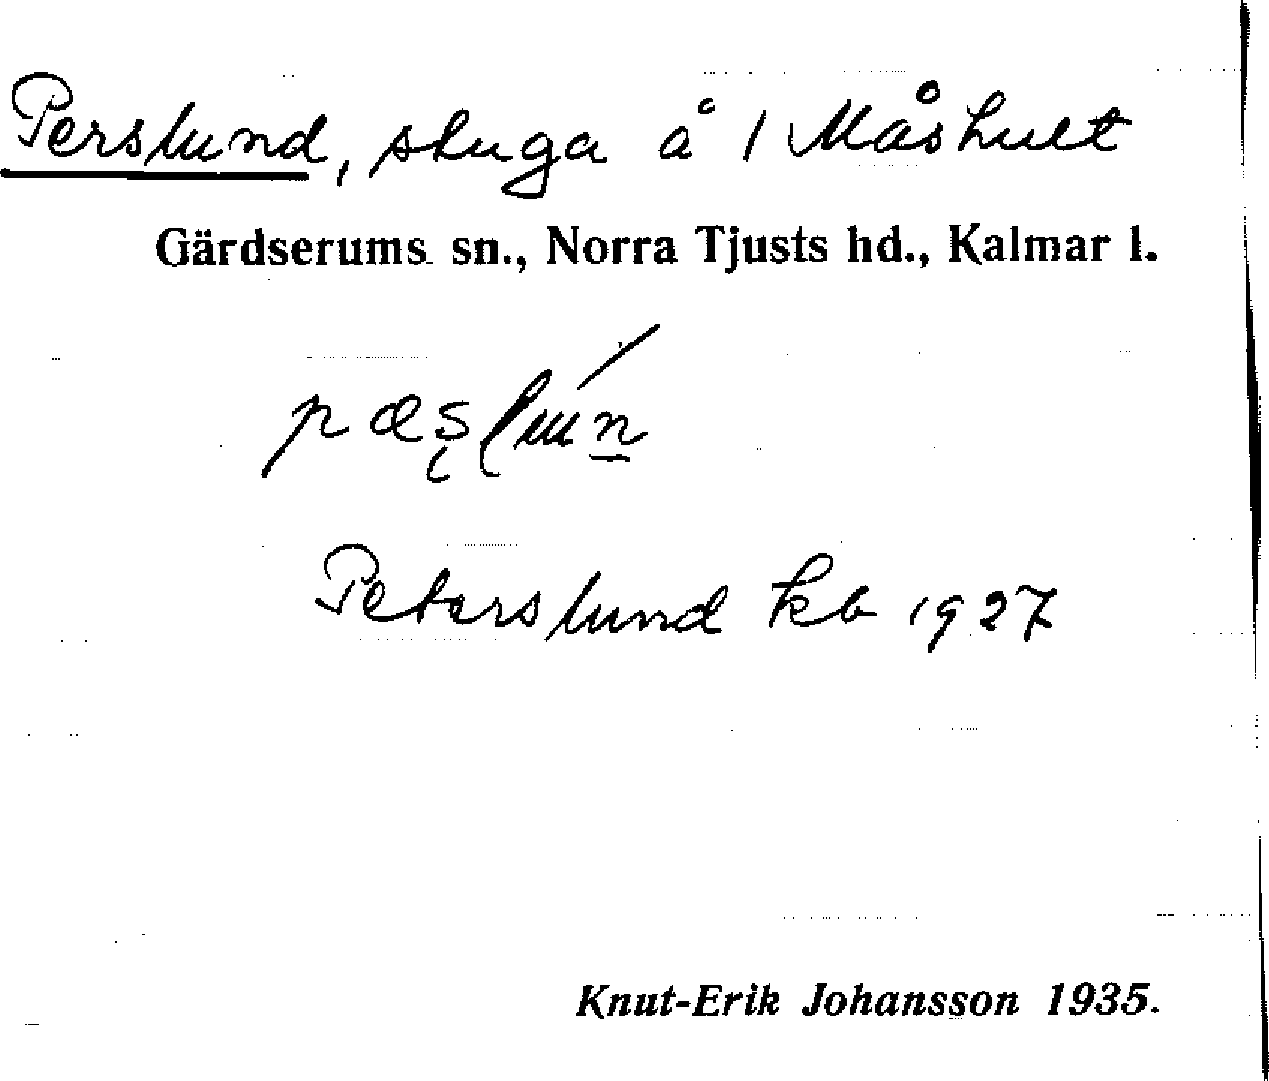 Perslund, stuga å 1 Måshult
Gärdserums sn., Norra Tjusts hd., Kalmar l.
Peterslund kb 1927
Knut-Erik Johansson 1935.